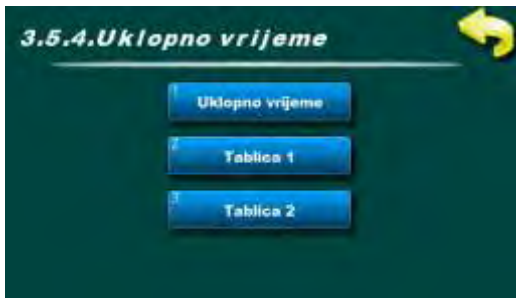 3.5.4.Uklopno vrijeme
1 Uklopno vrijeme
2 Tablica 1
3 Tablica 2